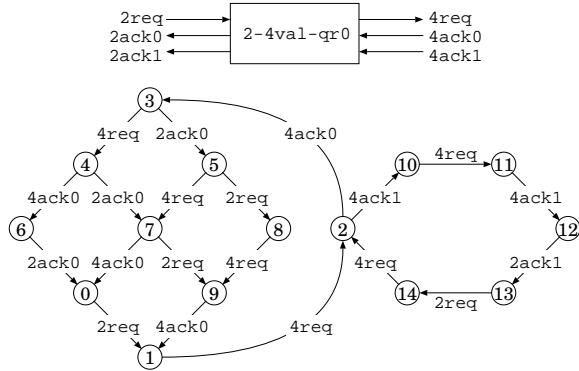 2req 4req
2ack0 2-4val-qr0 4ack0
2ack1 4ack1
3
4req 2ack0 4ack0
4 5 10 4req 11
4ack0 2ack0 4req 2req 4ack1 4ack1
6 7 8 2 12
2ack0 4ack0 2req 4req 4req 2ack1
0 9 14 2req 13
2req 4ack0 4req
1